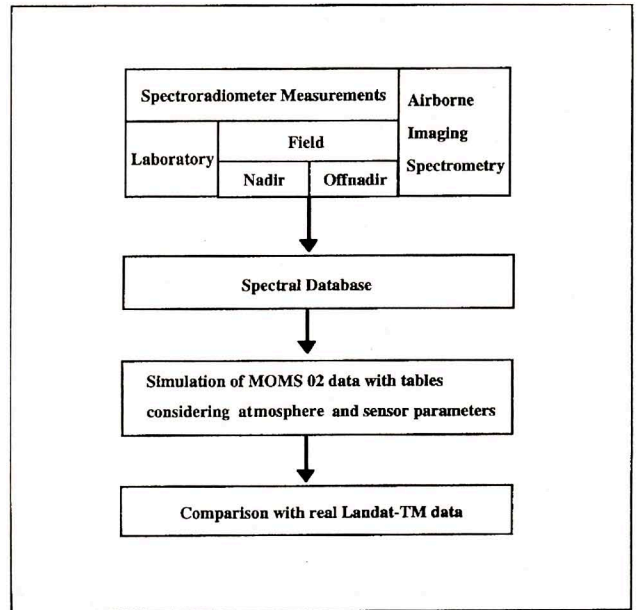 Spectroradiometer Measurements
Airborne
Imaging
Spectrometry
Laboratory
Field
Nadir
Offnadir
Spectral Database
Simulation of MOMS 02 data with tables
considering atmosphere and sensor parameters
Comparison with real Landat-TM data